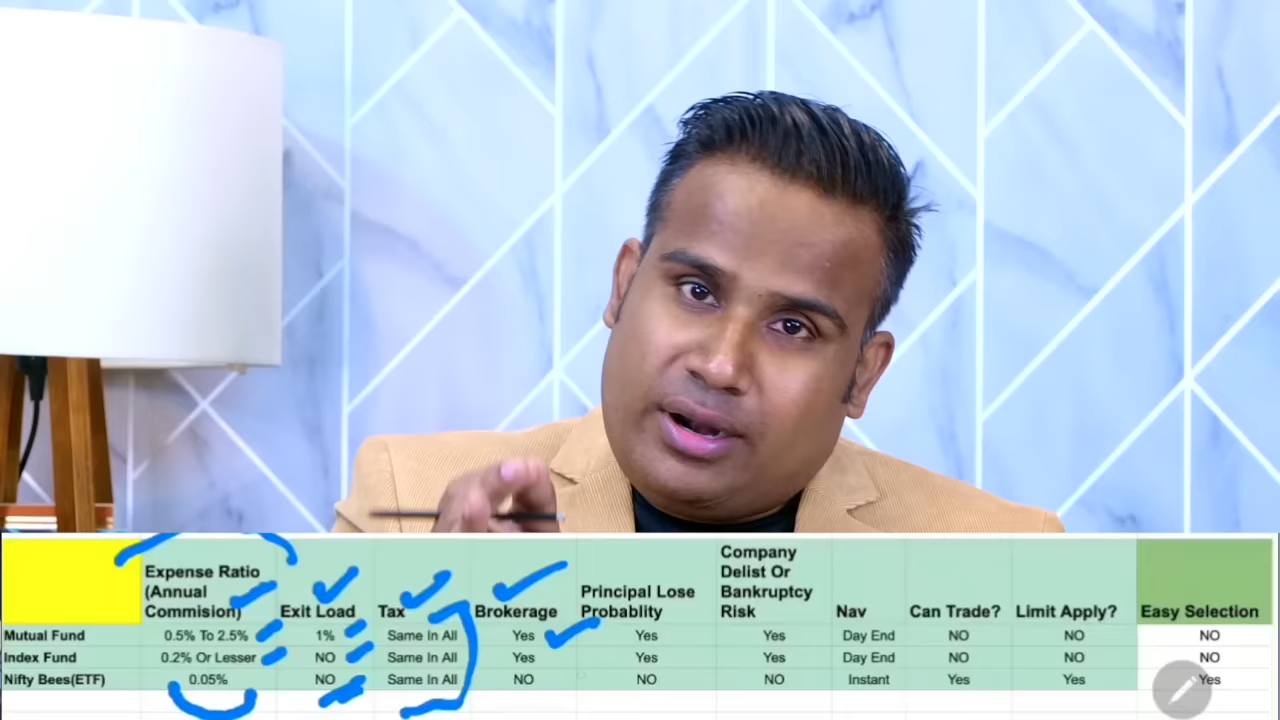 Expense Ratio (Annual Commision) Exit Load Tax Brokerage Principal Lose Probablity Company Delist Or Bankruptcy Risk Nav Can Trade? Limit Apply? Easy Selection
Mutual Fund 0.5% To 2.5% 1% Same In All Yes Yes Yes Day End NO NO NO
Index Fund 0.2% Or Lesser NO Same In All Yes Yes Yes Day End NO NO NO
Nifty Bees(ETF) 0.05% NO Same In All NO NO NO Instant Yes Yes Yes